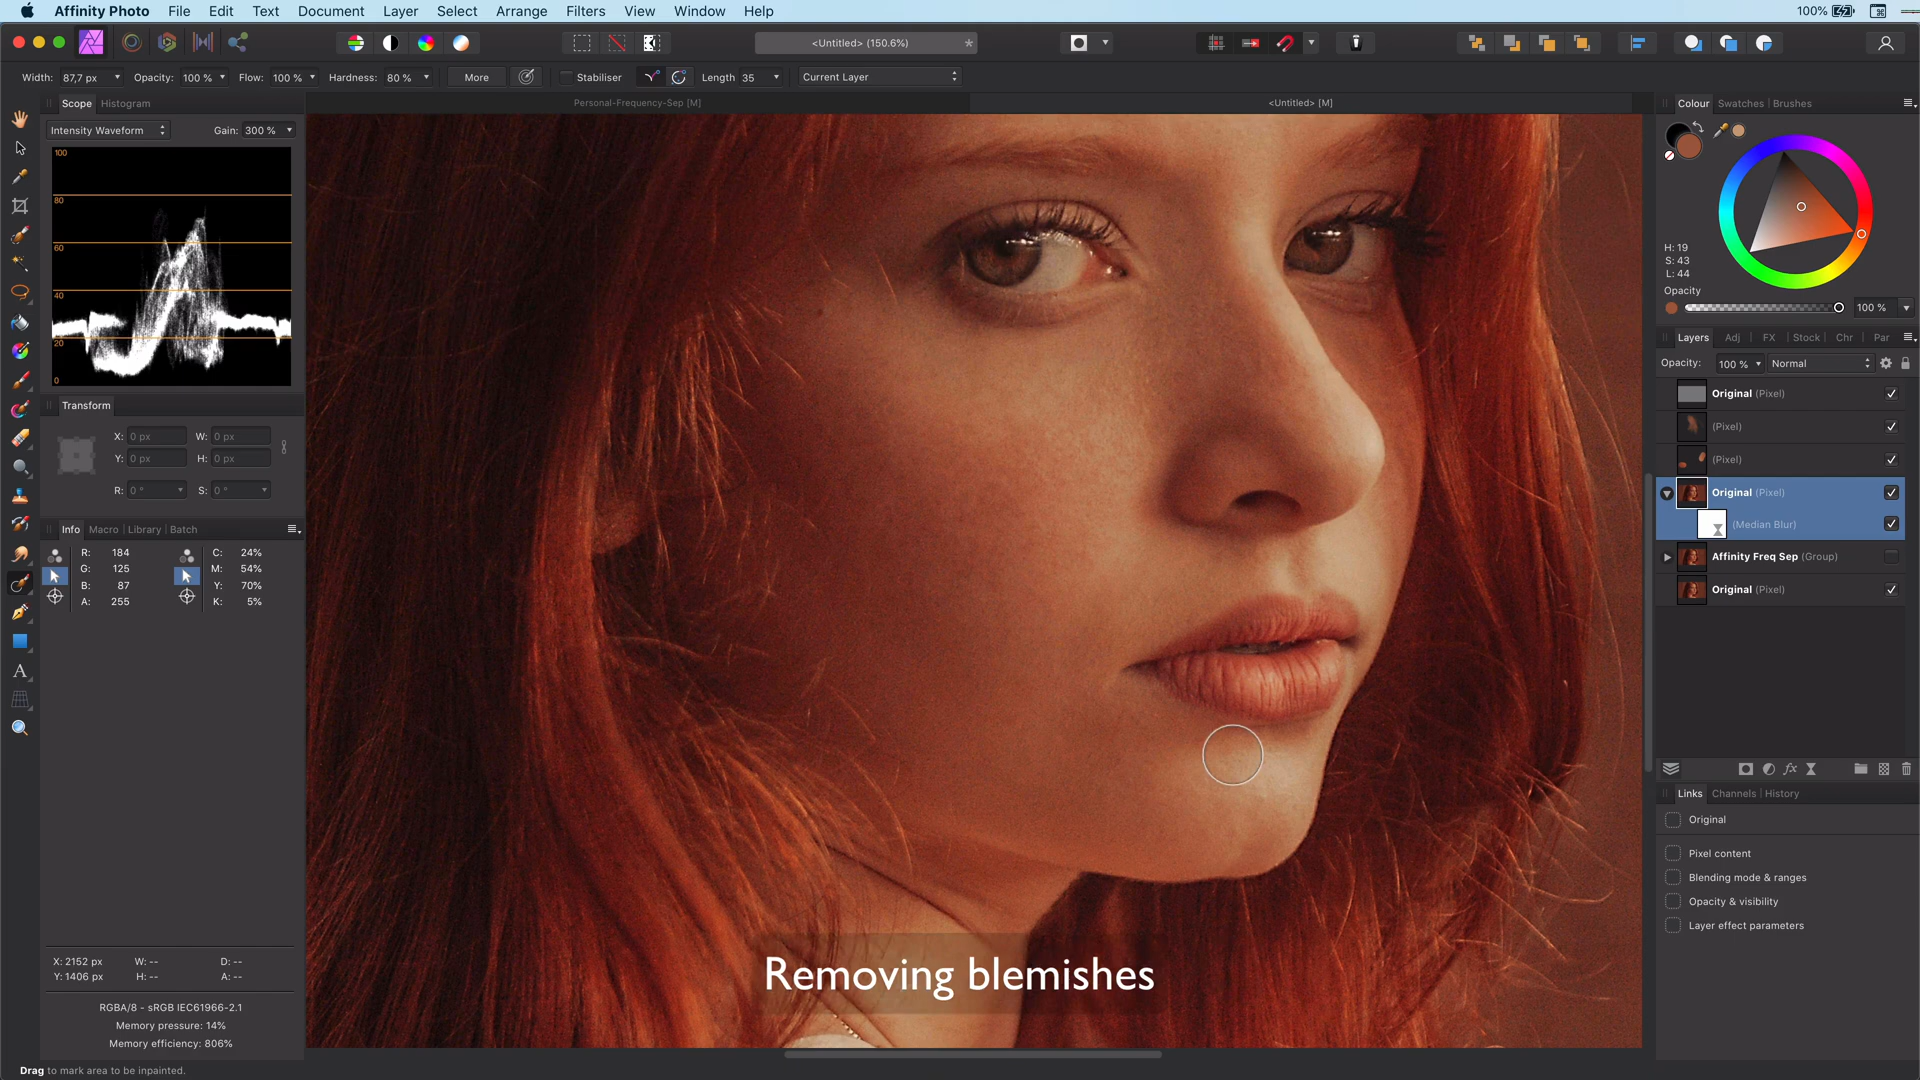 Affinity Photo File Edit Text Document Layer Select Arrange Filters View Window Help 100%
<Untitled> (150.6%) *
Width: 87,7 px Opacity: 100 % Flow: 100 % Hardness: 80 % More Stabiliser Length 35 Current Layer
Scope Histogram
Personal-Frequency-Sep [M]
<Untitled> [M]
Colour Swatches Brushes
Intensity Waveform Gain: 300 %
100
80
60
40
20
0
H: 19
S: 43
L: 44
Opacity
100 %
Layers Adj FX Stock Chr Par
Opacity: 100 % Normal
Original (Pixel)
(Pixel)
(Pixel)
Original (Pixel)
(Median Blur)
Affinity Freq Sep (Group)
Original (Pixel)
fx
Transform
X: 0 px W: 0 px
Y: 0 px H: 0 px
R: 0 ° S: 0 °
Info Macro Library Batch
R: 184 C: 24%
G: 125 M: 54%
B: 87 Y: 70%
A: 255 K: 5%
A
Links Channels History
Original
Pixel content
Blending mode & ranges
Opacity & visibility
Layer effect parameters
Removing blemishes
X: 2152 px W: -- D: --
Y: 1406 px H: -- A: --
RGBA/8 - sRGB IEC61966-2.1
Memory pressure: 14%
Memory efficiency: 806%
Drag to mark area to be inpainted.